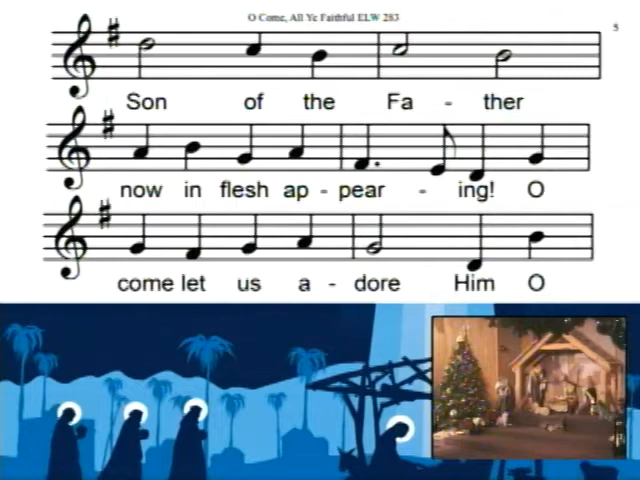 O Come, All Ye Faithful ELW 283
5
Son of the Fa - ther
now in flesh ap - pear - ing! O
come let us a - dore Him O